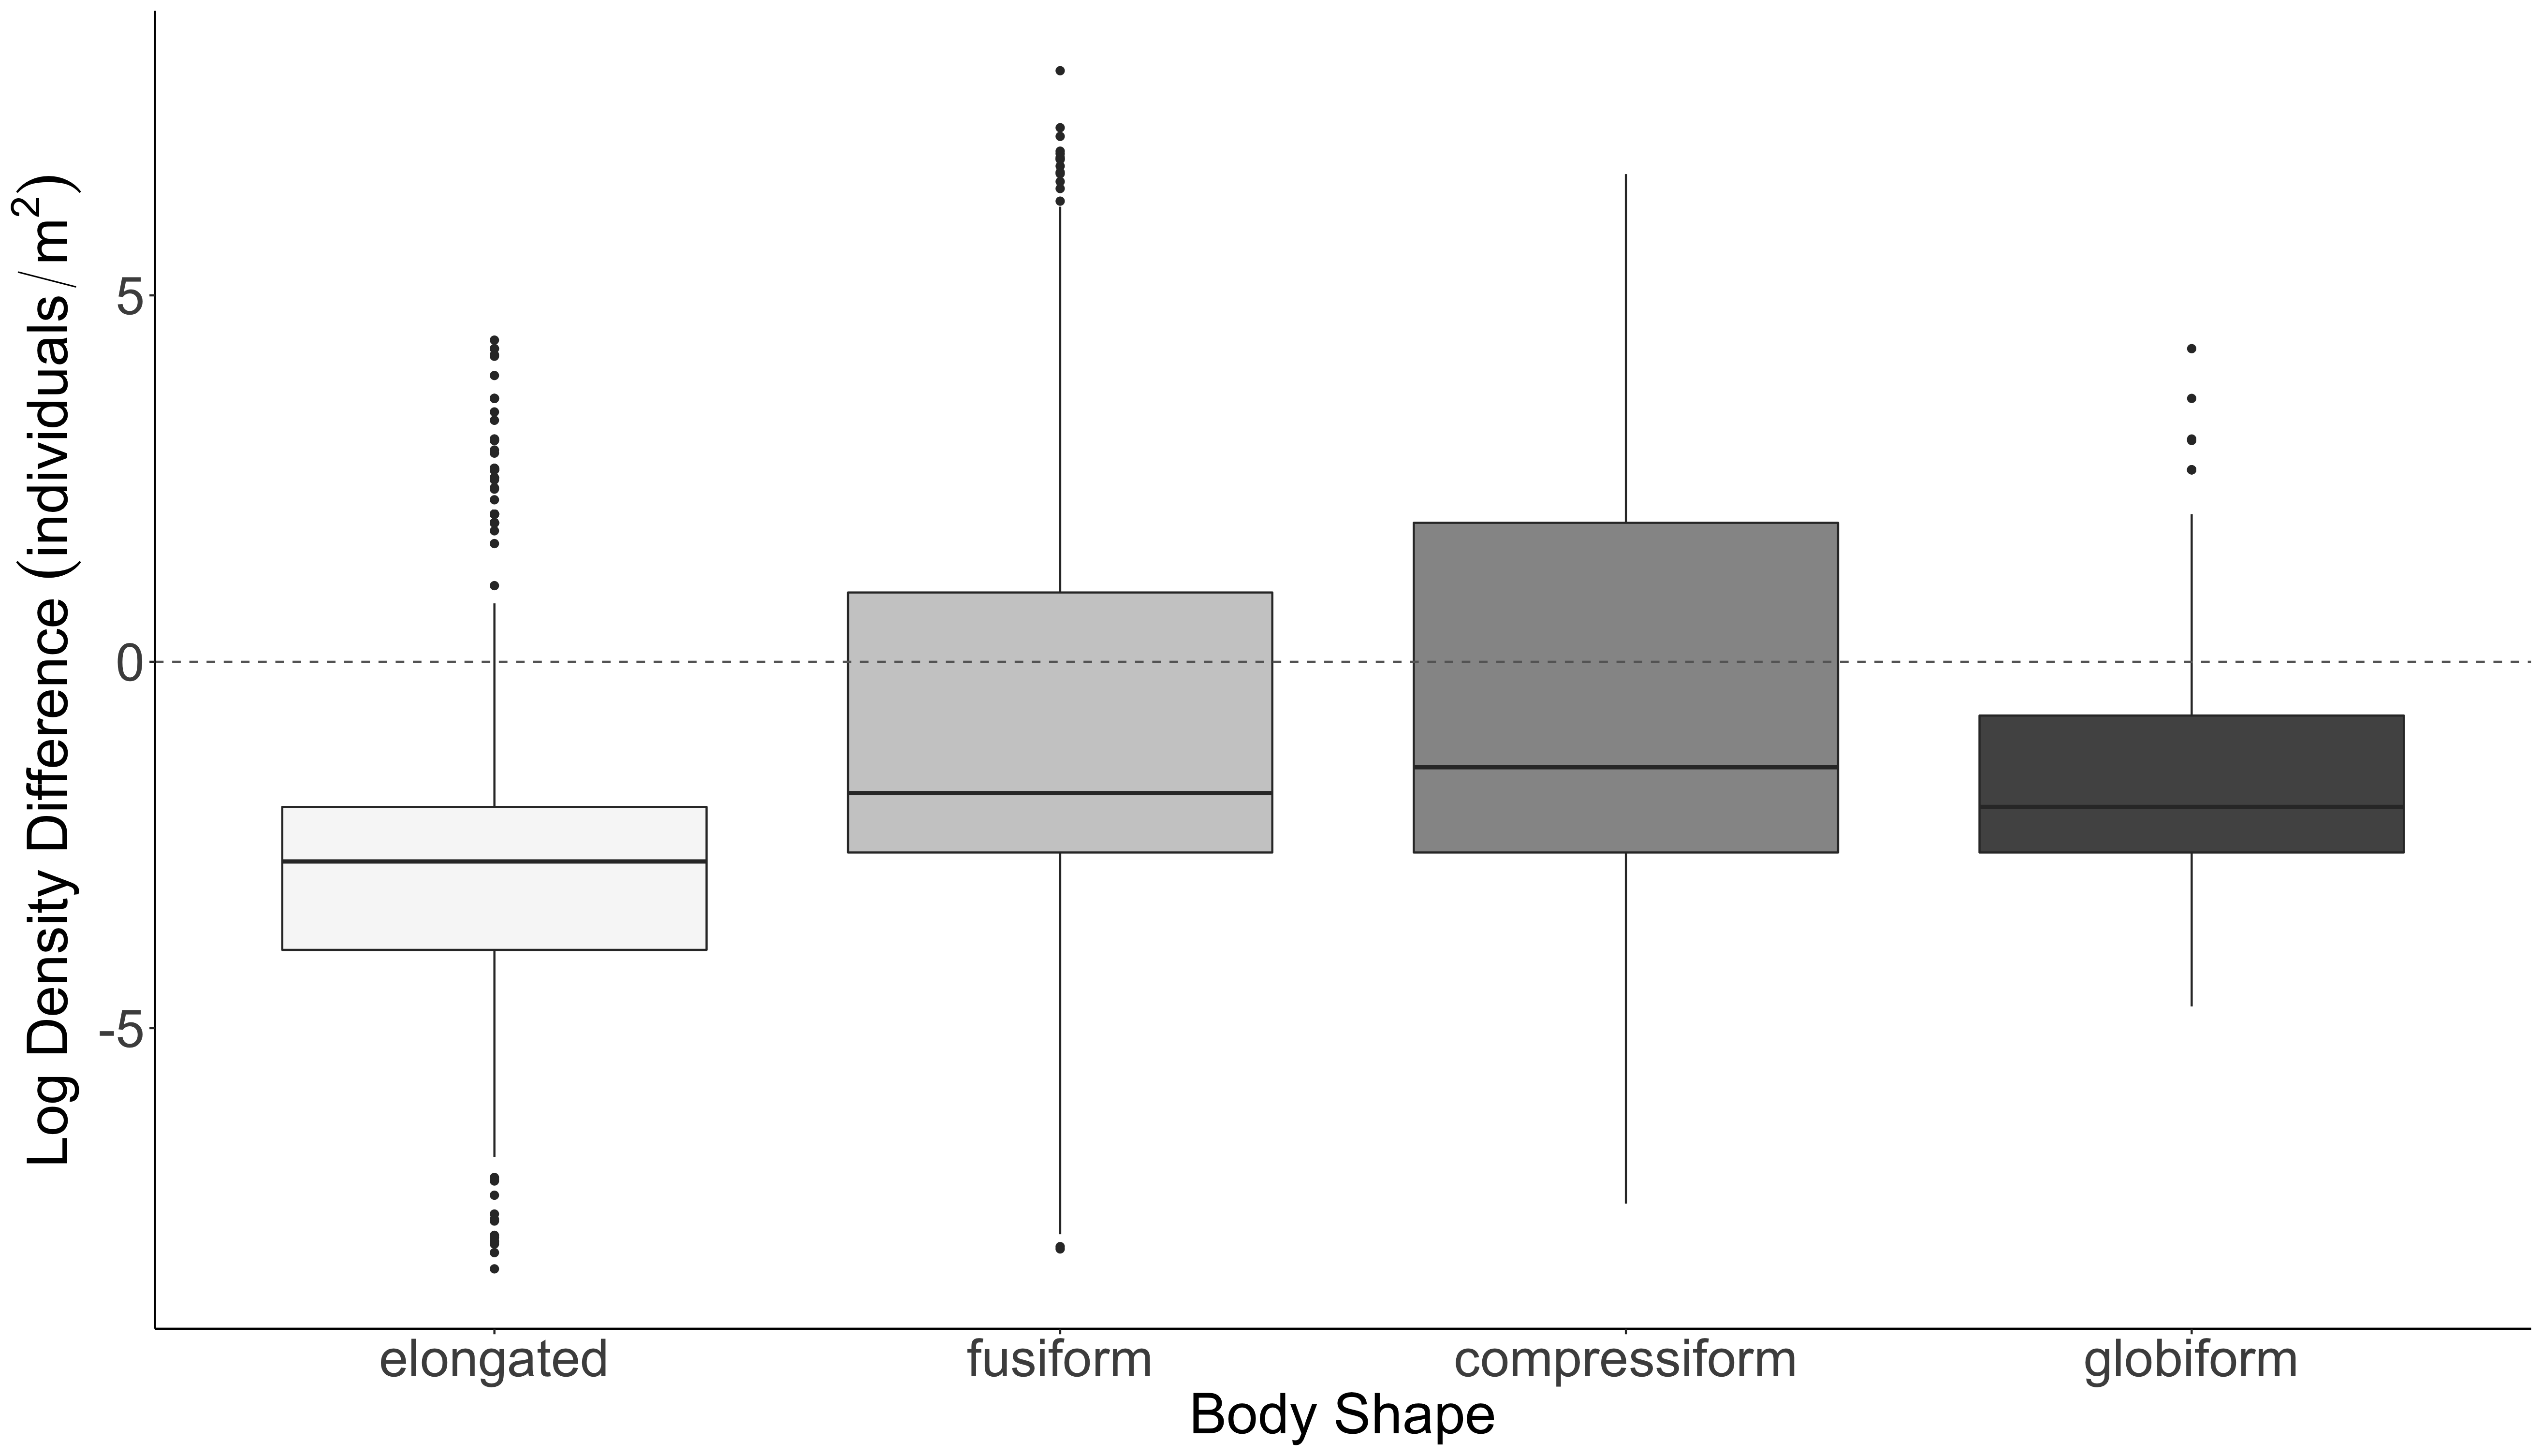 Log Density Difference (individuals/m²)
5
0
-5
elongated fusiform compressiform globiform
Body Shape